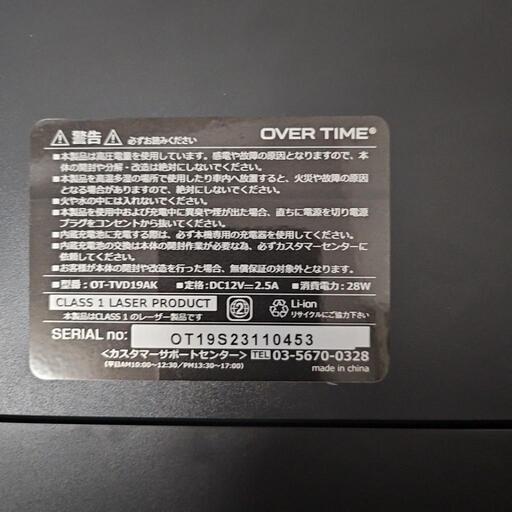 ⚠警告⚠ 必ずお読みください OVER TIME®
■本製品は高圧電量を使用しています。感電や故障の原因となりますので、本
体の開封や分解・改造は絶対にしないでください。
■本製品を高温多湿の場所で使用したり車内へ放置すると、火災や故障の原因
となる場合がありますので、絶対にしないでください。
■火や水の中には入れないでください。
■本製品を使用中および充電中に異臭や煙が出た場合、直ちに電源を切り電源
プラグをコンセントから抜いてください。
■内蔵充電池に充電する際は、必ず本機専用の充電器を使用してください。
■内蔵充電池の交換は本体の開封作業が必要な為、必ずカスタマーセンターに
依頼してください。
■お客様が本体の開封や改造を行った場合、無償保証の対象外となります。
■型番：OT-TVD19AK ■定格：DC12V⎓2.5A ■消費電力：28W
CLASS 1 LASER PRODUCT
本製品はCLASS 1 のレーザ製品です
Li-ion
リサイクルにご協力下さい
SERIAL no: OT19S23110453
＜カスタマーサポートセンター＞ TEL 03-5670-0328
(平日AM10:00～12:30/PM13:30～17:00) made in china